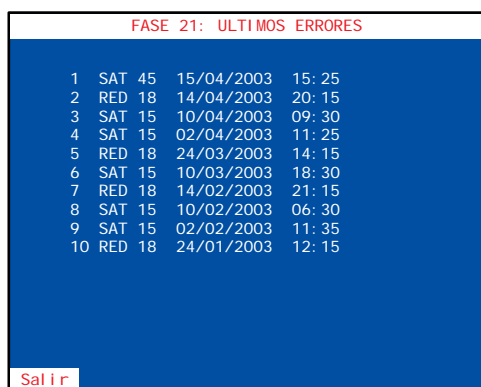 FASE 21: ULTIMOS ERRORES
1 SAT 45 15/04/2003 15:25
2 RED 18 14/04/2003 20:15
3 SAT 15 10/04/2003 09:30
4 SAT 15 02/04/2003 11:25
5 RED 18 24/03/2003 14:15
6 SAT 15 10/03/2003 18:30
7 RED 18 14/02/2003 21:15
8 SAT 15 10/02/2003 06:30
9 SAT 15 02/02/2003 11:35
10 RED 18 24/01/2003 12:15
Salir